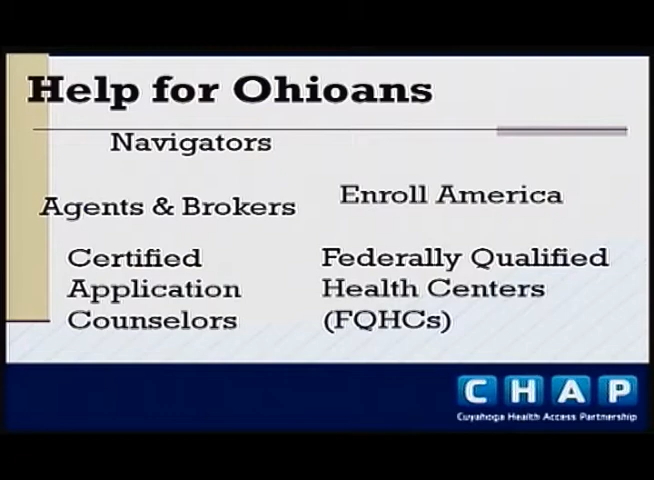 Help for Ohioans
Navigators
Agents & Brokers
Enroll America
Certified
Application
Counselors
Federally Qualified
Health Centers
(FQHCs)
CHAP
Cuyahoga Health Access Partnership